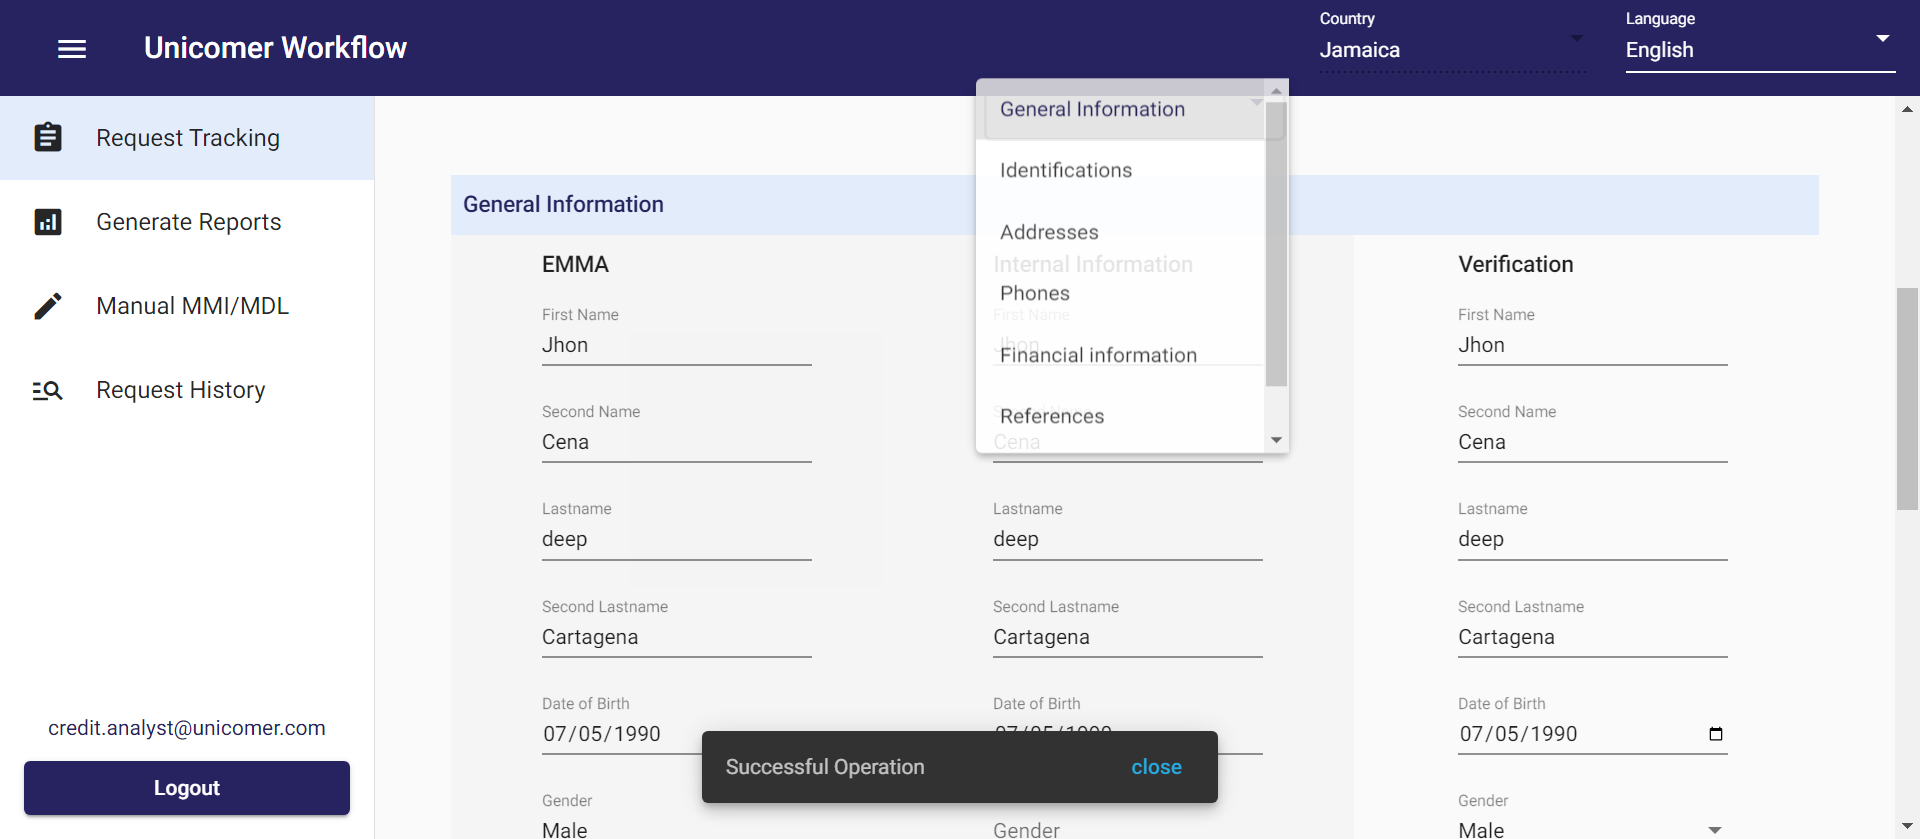 Unicomer Workflow
Country
Jamaica
Language
English
Request Tracking
Generate Reports
Manual MMI/MDL
Request History
credit.analyst@unicomer.com
Logout
General Information
Identifications
Addresses
Phones
Financial information
References
General Information
EMMA
First Name
Jhon
Second Name
Cena
Lastname
deep
Second Lastname
Cartagena
Date of Birth
07/05/1990
Gender
Male
Internal Information
First Name
Jhon
Cena
Lastname
deep
Second Lastname
Cartagena
Date of Birth
07/05/1990
Gender
Verification
First Name
Jhon
Second Name
Cena
Lastname
deep
Second Lastname
Cartagena
Date of Birth
07/05/1990
Gender
Male
Successful Operation
close